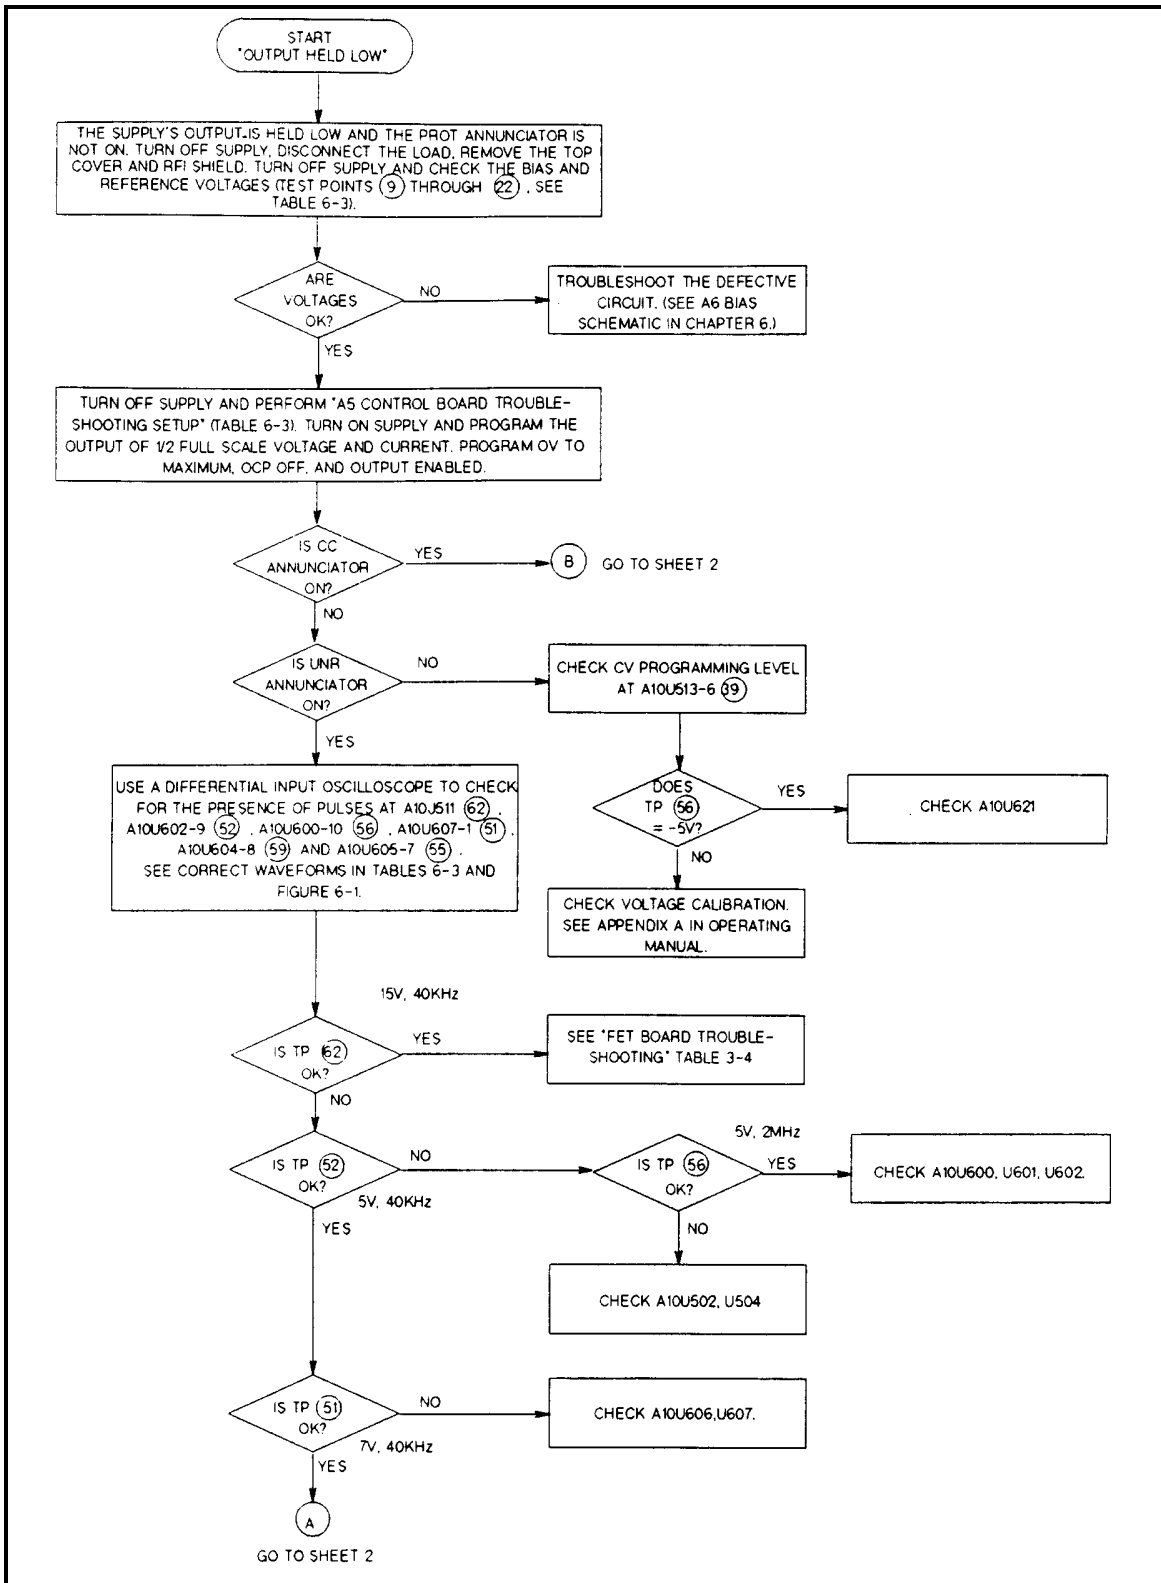 START
"OUTPUT HELD LOW"
THE SUPPLY'S OUTPUT IS HELD LOW AND THE PROT ANNUNCIATOR IS
NOT ON. TURN OFF SUPPLY, DISCONNECT THE LOAD, REMOVE THE TOP
COVER AND RFI SHIELD. TURN OFF SUPPLY AND CHECK THE BIAS AND
REFERENCE VOLTAGES (TEST POINTS 9 THROUGH 22, SEE
TABLE 6-3).
ARE
VOLTAGES
OK?
NO
TROUBLESHOOT THE DEFECTIVE
CIRCUIT. (SEE A6 BIAS
SCHEMATIC IN CHAPTER 6.)
YES
TURN OFF SUPPLY AND PERFORM "A5 CONTROL BOARD TROUBLE-
SHOOTING SETUP" (TABLE 6-3). TURN ON SUPPLY AND PROGRAM THE
OUTPUT OF 1/2 FULL SCALE VOLTAGE AND CURRENT. PROGRAM OV TO
MAXIMUM, OCP OFF, AND OUTPUT ENABLED.
IS CC
ANNUNCIATOR
ON?
YES
B
GO TO SHEET 2
NO
IS UNR
ANNUNCIATOR
ON?
NO
CHECK CV PROGRAMMING LEVEL
AT A10U513-6 39
YES
DOES
TP 56
= -5V?
YES
CHECK A10U621
NO
CHECK VOLTAGE CALIBRATION.
SEE APPENDIX A IN OPERATING
MANUAL.
USE A DIFFERENTIAL INPUT OSCILLOSCOPE TO CHECK
FOR THE PRESENCE OF PULSES AT A10J511 62,
A10U602-9 52, A10U600-10 56, A10U607-1 51,
A10U604-8 59 AND A10U605-7 55.
SEE CORRECT WAVEFORMS IN TABLES 6-3 AND
FIGURE 6-1.
15V, 40KHz
IS TP 62
OK?
YES
SEE "FET BOARD TROUBLE-
SHOOTING" TABLE 3-4
NO
IS TP 52
OK?
5V, 40KHz
NO
IS TP 56
OK?
5V, 2MHz
YES
CHECK A10U600, U601, U602.
NO
CHECK A10U502, U504
YES
IS TP 51
OK?
7V, 40KHz
NO
CHECK A10U606,U607.
YES
A
GO TO SHEET 2